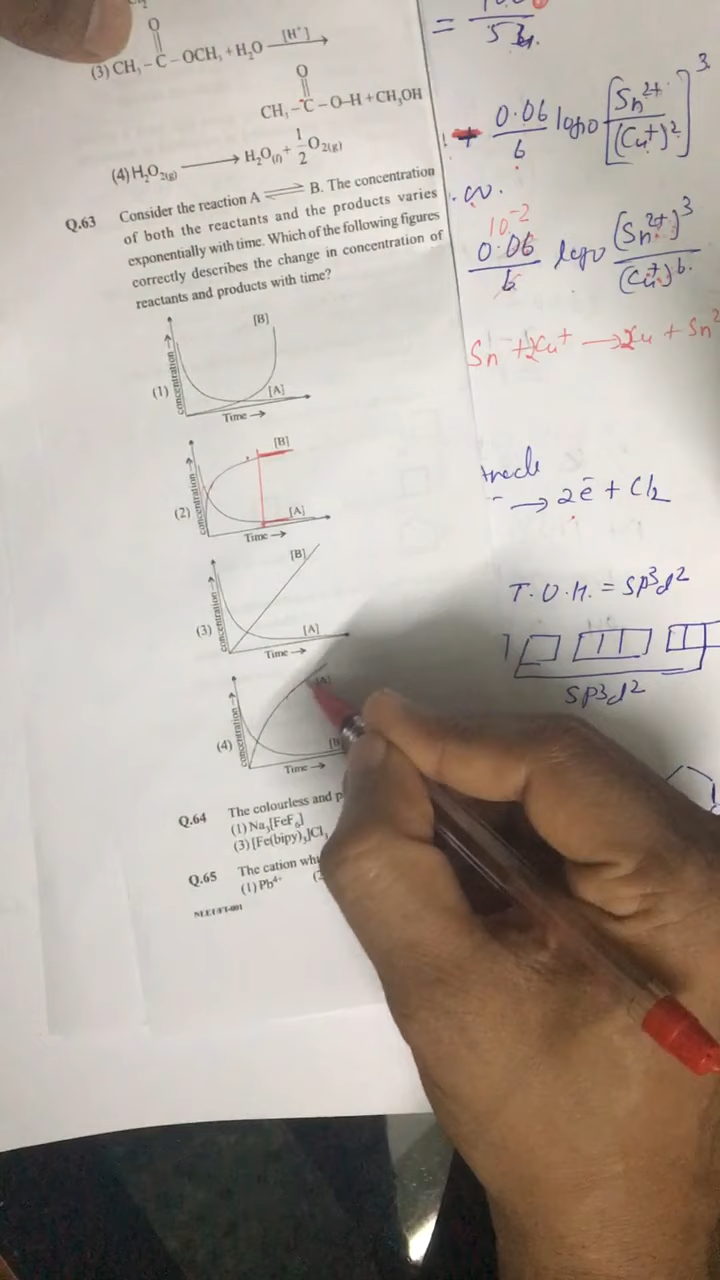 (3) CH₃ – C – OCH₃ + H₂O [H⁺] →
O
O
CH₃ – C – O–H + CH₃OH
(4) H₂O₂₍g₎ → H₂O₍l₎ + 1/2 O₂₍g₎
Q.63 Consider the reaction A ⇌ B. The concentration
of both the reactants and the products varies
exponentially with time. Which of the following figures
correctly describes the change in concentration of
reactants and products with time?
(1) concentration → [B] [A] Time →
(2) concentration → [B] [A] Time →
(3) concentration → [B] [A] Time →
(4) concentration → [A] [B Time →
Q.64 The colourless and p
(1) Na₃[FeF₆]
(3) [Fe(bipy)₃]Cl₃
Q.65 The cation wh
(1) Pb⁴⁺ (2
NEET/FT-001
=
+ 0.06/6 log₁₀ [Sn²⁺/(Cu⁺)²]³
10⁻²
0.06/6 log₁₀ (Sn²⁺)³/(Cu⁺)⁶
Sn + 2Cu⁺ → 2Cu + Sn²
→ 2ē + Cl₂
T.O.H. = sp³d²
sp³d²